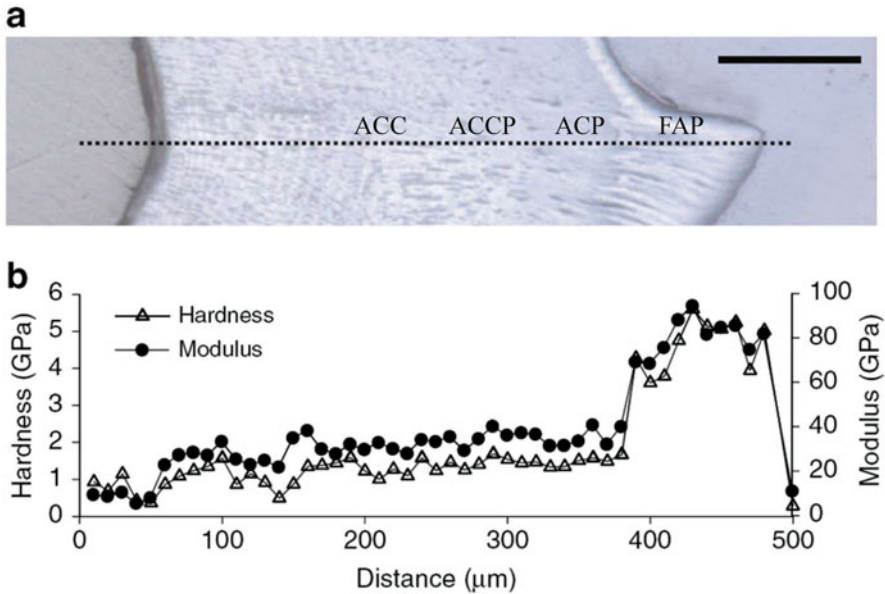 a
ACC ACCP ACP FAP
b
Hardness (GPa)
6
5
4
3
2
1
0
Hardness
Modulus
100
80
60
40
20
0
Modulus (GPa)
0 100 200 300 400 500
Distance (μm)